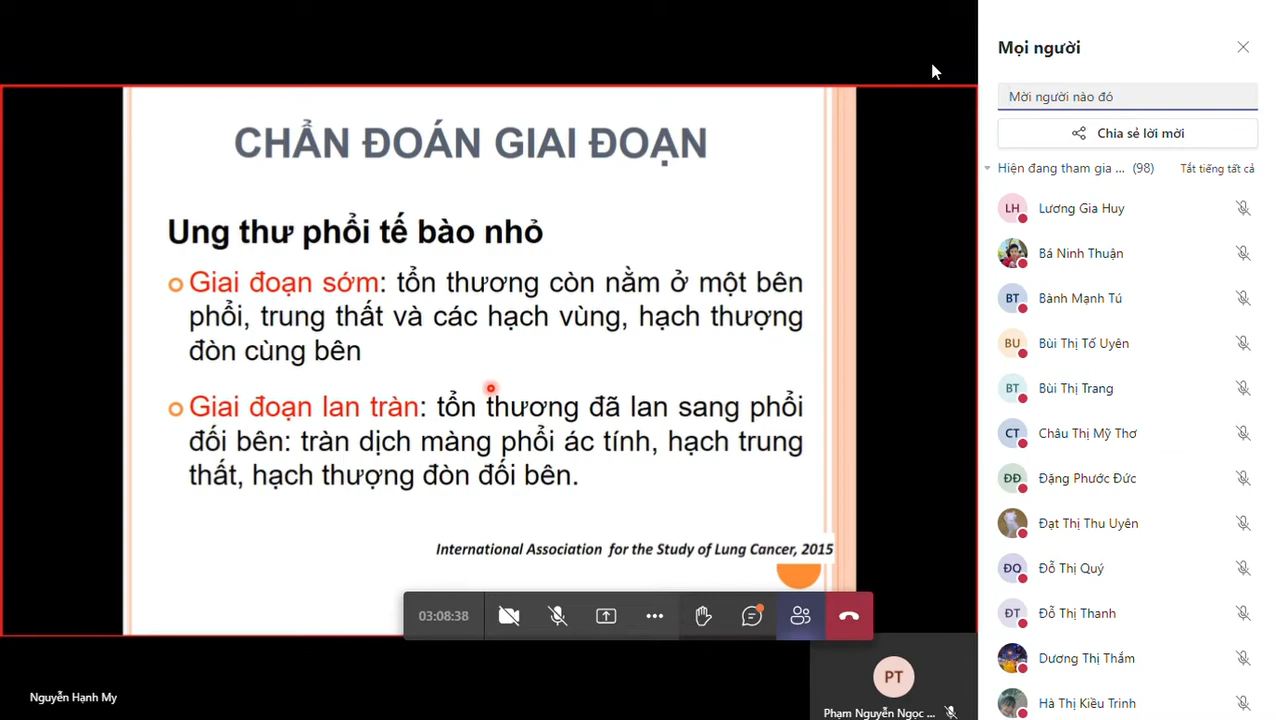 CHẨN ĐOÁN GIAI ĐOẠN
Ung thư phổi tế bào nhỏ
Giai đoạn sớm: tổn thương còn nằm ở một bên
phổi, trung thất và các hạch vùng, hạch thượng
đòn cùng bên
Giai đoạn lan tràn: tổn thương đã lan sang phổi
đối bên: tràn dịch màng phổi ác tính, hạch trung
thất, hạch thượng đòn đối bên.
International Association for the Study of Lung Cancer, 2015
03:08:38
Nguyễn Hạnh My
PT
Phạm Nguyễn Ngọc ...
Mọi người
Mời người nào đó
Chia sẻ lời mời
Hiện đang tham gia ... (98) Tắt tiếng tất cả
LH Lương Gia Huy
Bá Ninh Thuận
BT Bành Mạnh Tú
BU Bùi Thị Tố Uyên
BT Bùi Thị Trang
CT Châu Thị Mỹ Thơ
ĐĐ Đặng Phước Đức
Đạt Thị Thu Uyên
ĐQ Đỗ Thị Quý
ĐT Đỗ Thị Thanh
Dương Thị Thắm
Hà Thị Kiều Trinh